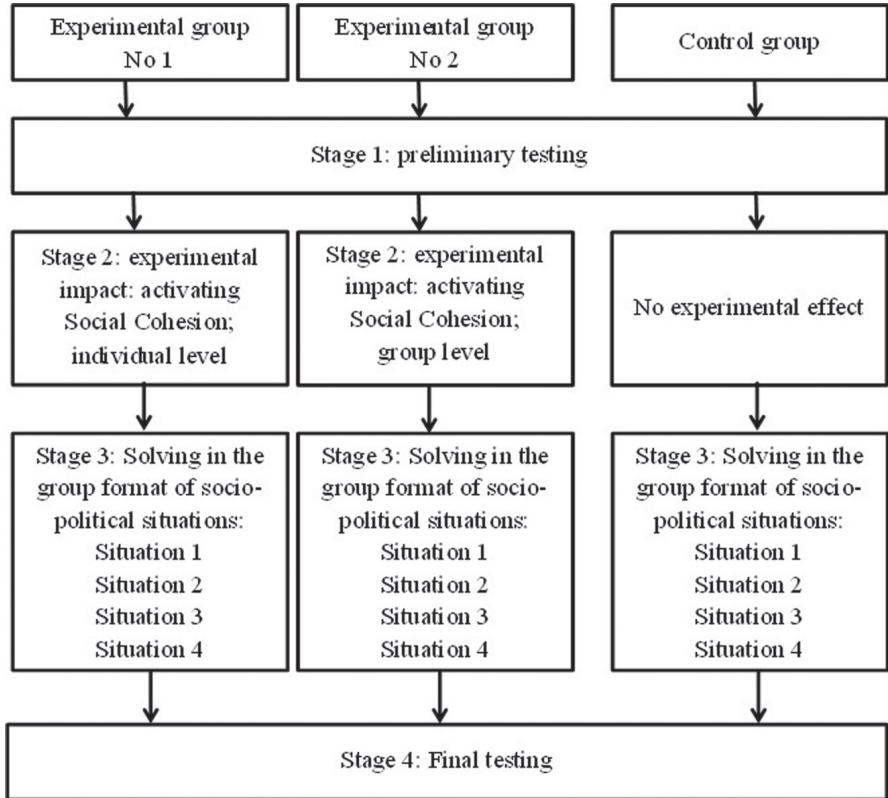 Experimental group
No 1
Experimental group
No 2
Control group
Stage 1: preliminary testing
Stage 2: experimental
impact: activating
Social Cohesion;
individual level
Stage 2: experimental
impact: activating
Social Cohesion;
group level
No experimental effect
Stage 3: Solving in the
group format of socio-
political situations:
Situation 1
Situation 2
Situation 3
Situation 4
Stage 3: Solving in the
group format of socio-
political situations:
Situation 1
Situation 2
Situation 3
Situation 4
Stage 3: Solving in the
group format of socio-
political situations:
Situation 1
Situation 2
Situation 3
Situation 4
Stage 4: Final testing